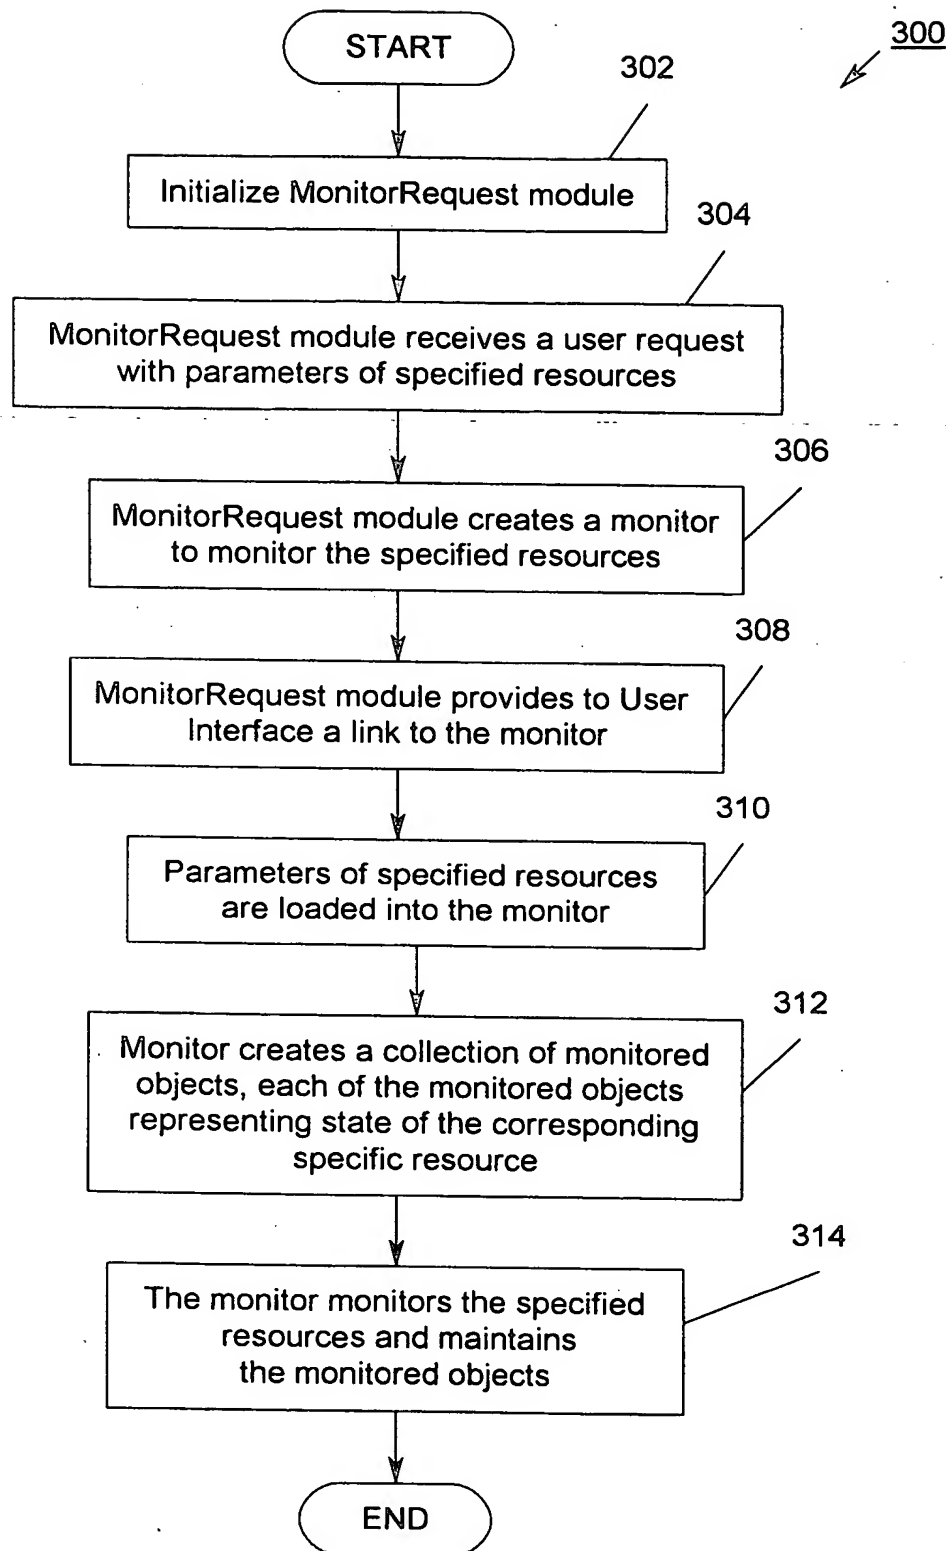 START
300
302
Initialize MonitorRequest module
304
MonitorRequest module receives a user request
with parameters of specified resources
306
MonitorRequest module creates a monitor
to monitor the specified resources
308
MonitorRequest module provides to User
Interface a link to the monitor
310
Parameters of specified resources
are loaded into the monitor
312
Monitor creates a collection of monitored
objects, each of the monitored objects
representing state of the corresponding
specific resource
314
The monitor monitors the specified
resources and maintains
the monitored objects
END